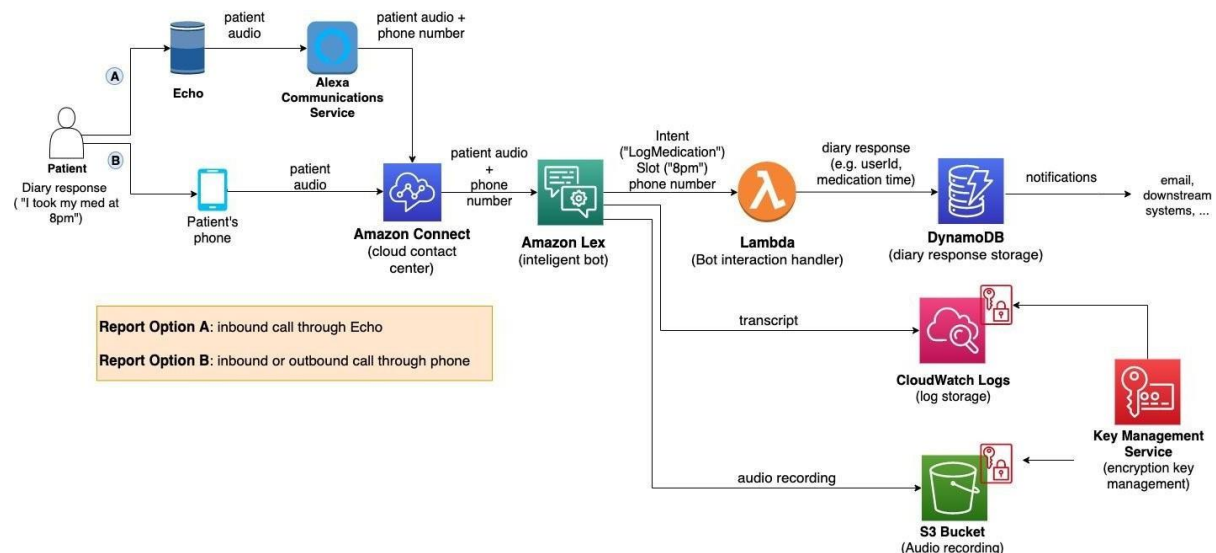 patient
audio
patient audio +
phone number
A
Echo
Alexa
Communications
Service
B
Patient
Diary response
( "I took my med at
8pm")
Patient's
phone
patient
audio
Amazon Connect
(cloud contact
center)
patient audio
+
phone
number
Amazon Lex
(inteligent bot)
Intent
("LogMedication")
Slot ("8pm")
phone number
Lambda
(Bot interaction handler)
diary response
(e.g. userId,
medication time)
DynamoDB
(diary response storage)
notifications
email,
downstream
systems, ...
Report Option A: inbound call through Echo
Report Option B: inbound or outbound call through phone
transcript
CloudWatch Logs
(log storage)
Key Management
Service
(encryption key
management)
audio recording
S3 Bucket
(Audio recording)